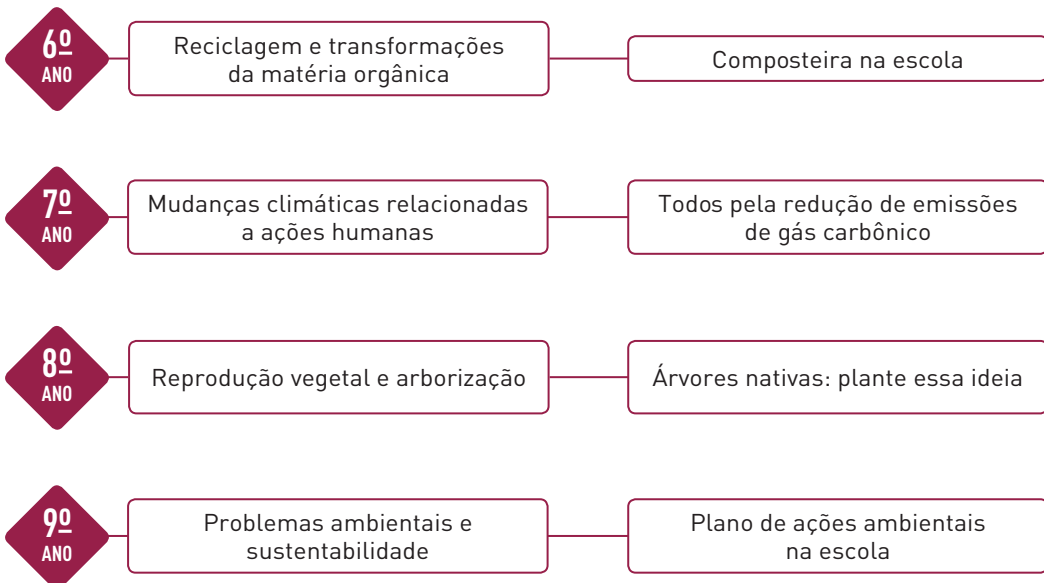 6º
ANO
Reciclagem e transformações
da matéria orgânica
Composteira na escola
7º
ANO
Mudanças climáticas relacionadas
a ações humanas
Todos pela redução de emissões
de gás carbônico
8º
ANO
Reprodução vegetal e arborização
Árvores nativas: plante essa ideia
9º
ANO
Problemas ambientais e
sustentabilidade
Plano de ações ambientais
na escola